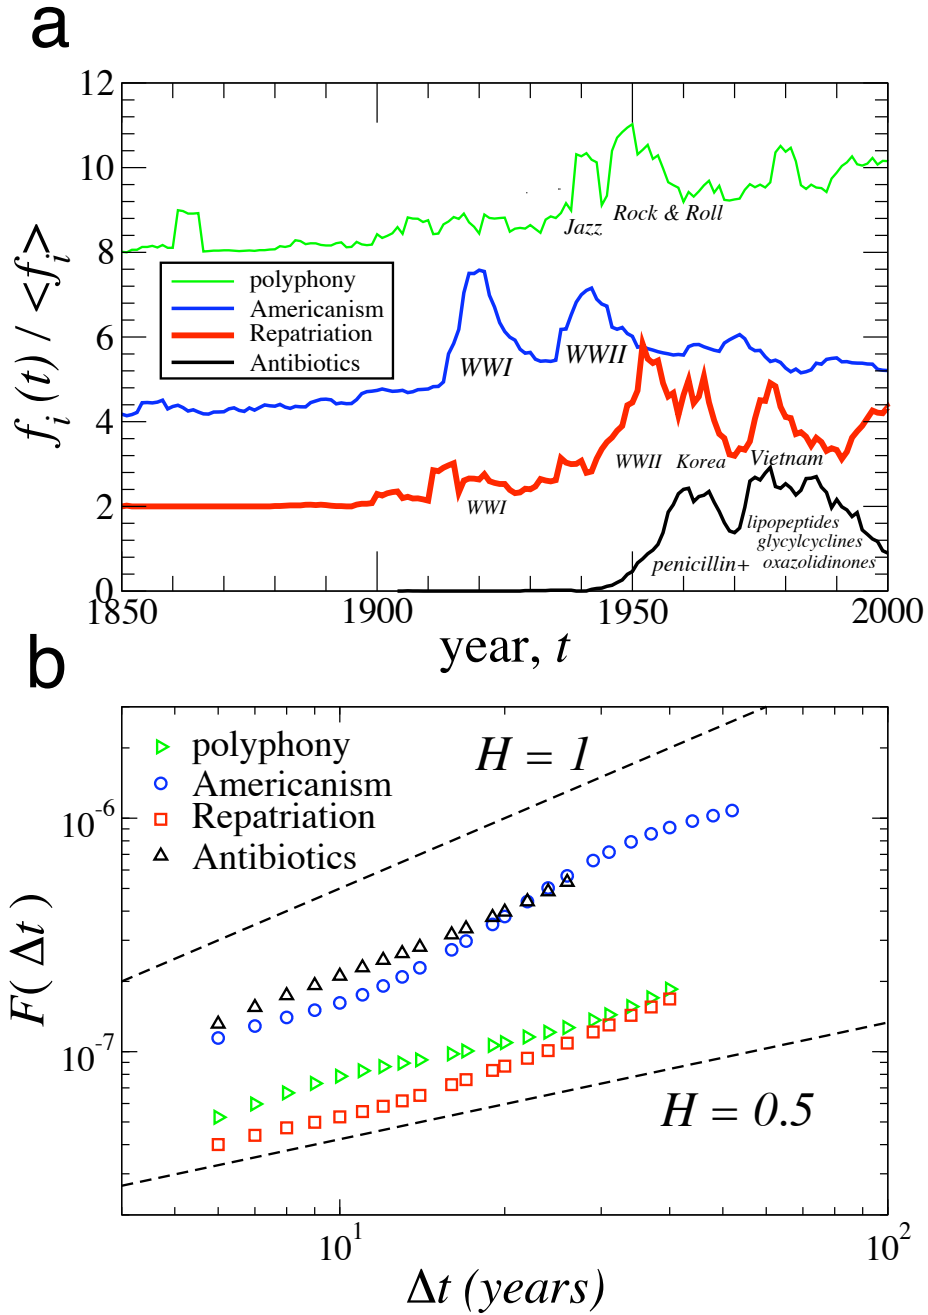 a
12
10
8
6
4
2
0
f_i (t) / <f_i>
polyphony
Americanism
Repatriation
Antibiotics
Jazz
Rock & Roll
WWI
WWII
WWI
WWII
Korea
Vietnam
penicillin+
lipopeptides
glycylcyclines
oxazolidinones
1850
1900
1950
2000
year, t
b
polyphony
Americanism
Repatriation
Antibiotics
H = 1
H = 0.5
10^-6
10^-7
F( Δt )
10^1
10^2
Δt (years)